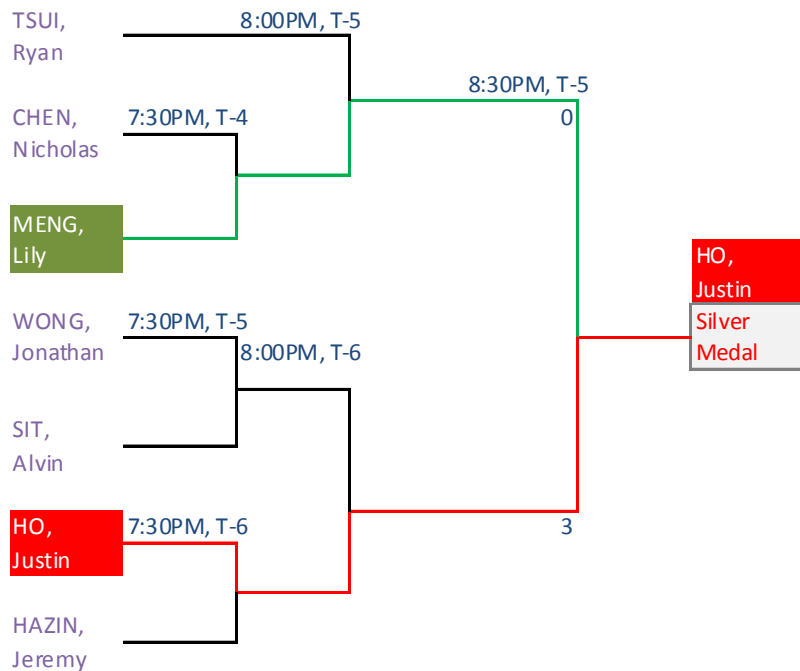 TSUI,
Ryan
8:00PM, T-5
8:30PM, T-5
0
CHEN,
Nicholas
7:30PM, T-4
MENG,
Lily
HO,
Justin
Silver
Medal
WONG,
Jonathan
7:30PM, T-5
8:00PM, T-6
SIT,
Alvin
HO,
Justin
7:30PM, T-6
3
HAZIN,
Jeremy